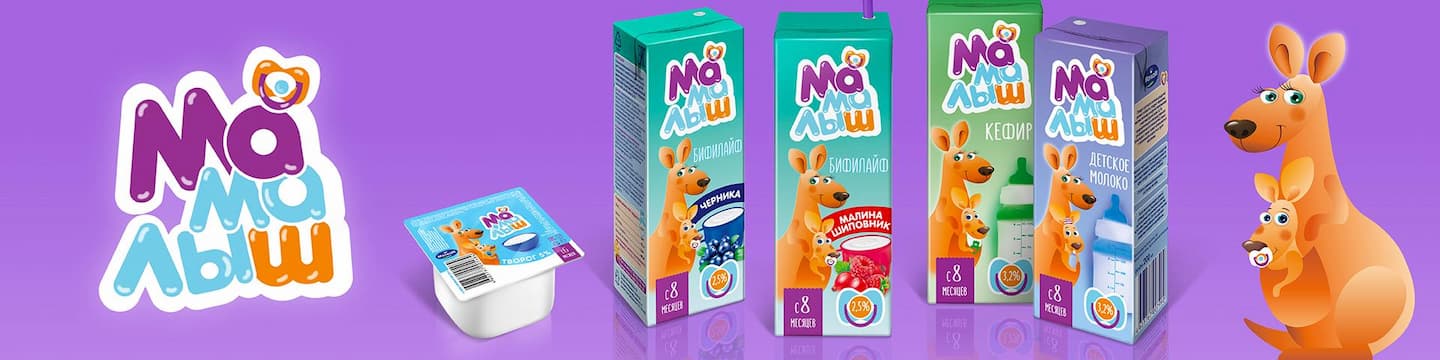 Ма
ма
лыш
Ма
ма
лыш
ТВОРОГ 5%
Ма
ма
лыш
БИФИЛАЙФ
ЧЕРНИКА
2,5%
с 8
МЕСЯЦЕВ
Ма
ма
лыш
БИФИЛАЙФ
МАЛИНА
ШИПОВНИК
2,5%
с 8
МЕСЯЦЕВ
Ма
ма
лыш
КЕФИР
3,2%
с 8
МЕСЯЦЕВ
Ма
ма
лыш
ДЕТСКОЕ
МОЛОКО
3,2%
с 8
МЕСЯЦЕВ